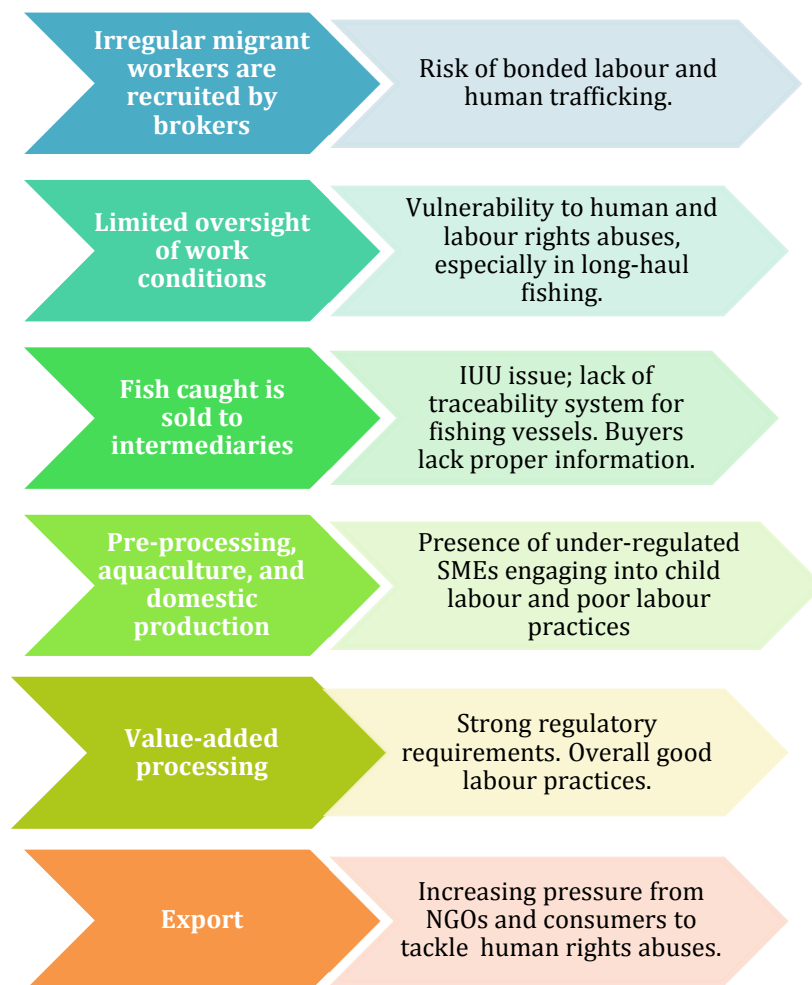 Irregular migrant
workers are
recruited by
brokers
Risk of bonded labour and
human trafficking.
Limited oversight
of work
conditions
Vulnerability to human and
labour rights abuses,
especially in long-haul
fishing.
Fish caught is
sold to
intermediaries
IUU issue; lack of
traceability system for
fishing vessels. Buyers
lack proper information.
Pre-processing,
aquaculture, and
domestic
production
Presence of under-regulated
SMEs engaging into child
labour and poor labour
practices
Value-added
processing
Strong regulatory
requirements. Overall good
labour practices.
Export
Increasing pressure from
NGOs and consumers to
tackle  human rights abuses.